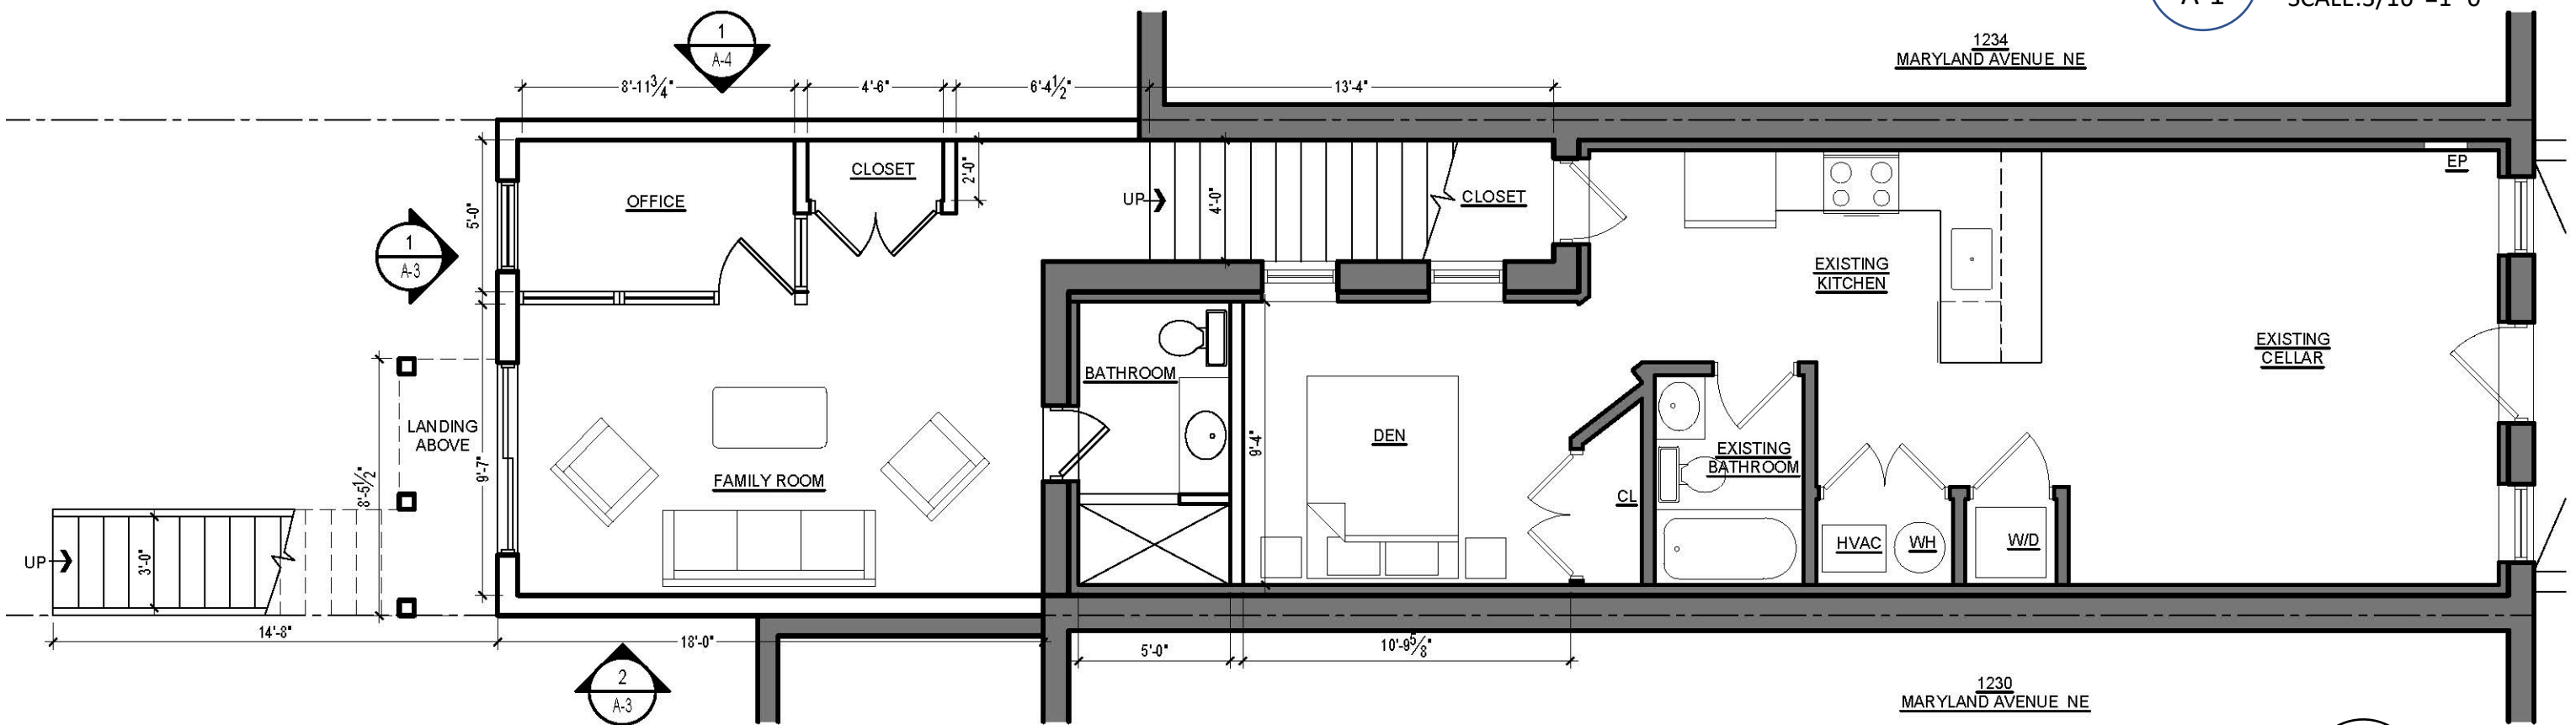 A-1
1
A-4
1234
MARYLAND AVENUE NE
8'-11 3/4"
4'-6"
6'-4 1/2"
13'-4"
EP
CLOSET
2'-0"
OFFICE
UP
4'-0"
CLOSET
5'-0"
1
A-3
EXISTING
KITCHEN
EXISTING
CELLAR
BATHROOM
LANDING
ABOVE
DEN
9'-4"
EXISTING
BATHROOM
FAMILY ROOM
9'-7"
8'-5 1/2"
CL
UP
3'-0"
HVAC
WH
W/D
14'-8"
18'-0"
5'-0"
10'-9 5/8"
2
A-3
1230
MARYLAND AVENUE NE